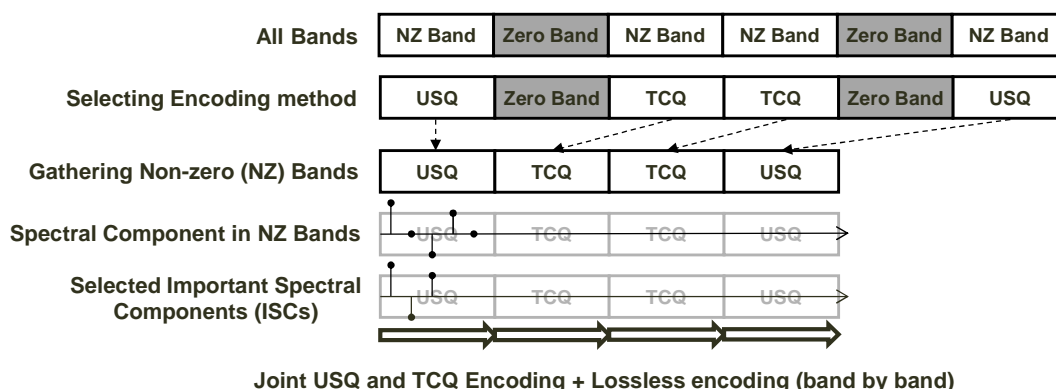 All Bands NZ Band Zero Band NZ Band NZ Band Zero Band NZ Band
Selecting Encoding method USQ Zero Band TCQ TCQ Zero Band USQ
Gathering Non-zero (NZ) Bands USQ TCQ TCQ USQ
Spectral Component in NZ Bands USQ TCQ TCQ USQ
Selected Important Spectral
Components (ISCs) USQ TCQ TCQ USQ
Joint USQ and TCQ Encoding + Lossless encoding (band by band)